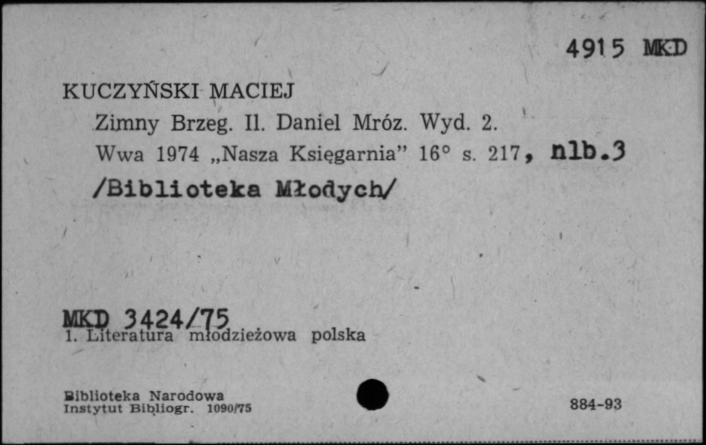 4915 MKD
KUCZYŃSKI MACIEJ
Zimny Brzeg. Il. Daniel Mróz. Wyd. 2.
Wwa 1974 „Nasza Księgarnia” 16° s. 217, nlb.3
/Biblioteka Młodych/
MKD 3424/75
1. Literatura młodzieżowa polska
Biblioteka Narodowa
Instytut Bibliogr. 1090/75
884-93